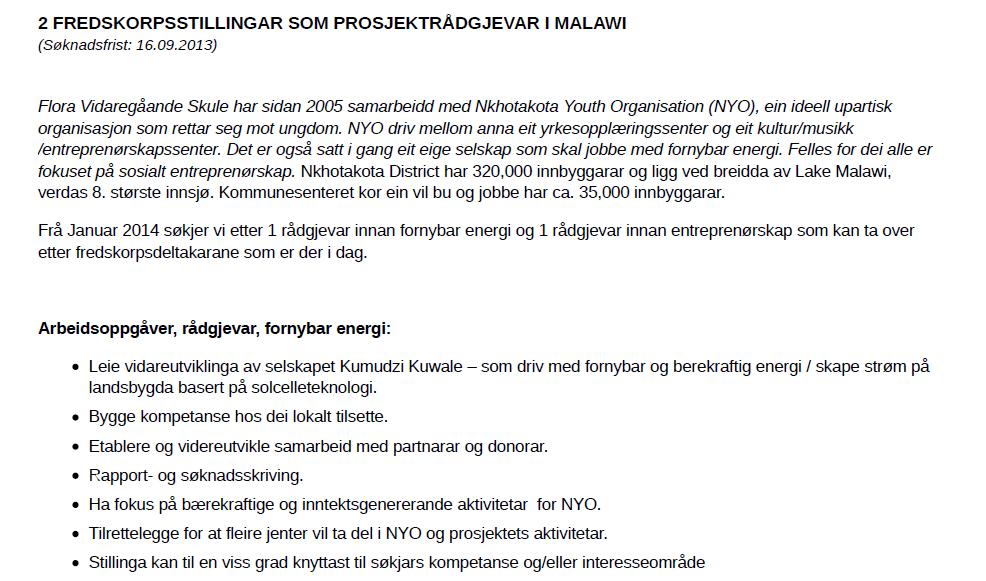 2 FREDSKORPSSTILLINGAR SOM PROSJEKTRÅDGJEVAR I MALAWI
(Søknadsfrist: 16.09.2013)
Flora Vidaregåande Skule har sidan 2005 samarbeidd med Nkhotakota Youth Organisation (NYO), ein ideell upartisk
organisasjon som rettar seg mot ungdom. NYO driv mellom anna eit yrkesopplæringssenter og eit kultur/musikk
/entreprenørskapssenter. Det er også satt i gang eit eige selskap som skal jobbe med fornybar energi. Felles for dei alle er
fokuset på sosialt entreprenørskap. Nkhotakota District har 320,000 innbyggarar og ligg ved breidda av Lake Malawi,
verdas 8. største innsjø. Kommunesenteret kor ein vil bu og jobbe har ca. 35,000 innbyggarar.
Frå Januar 2014 søkjer vi etter 1 rådgjevar innan fornybar energi og 1 rådgjevar innan entreprenørskap som kan ta over
etter fredskorpsdeltakarane som er der i dag.
Arbeidsoppgåver, rådgjevar, fornybar energi:
• Leie vidareutviklinga av selskapet Kumudzi Kuwale – som driv med fornybar og berekraftig energi / skape strøm på
landsbygda basert på solcelleteknologi.
• Bygge kompetanse hos dei lokalt tilsette.
• Etablere og videreutvikle samarbeid med partnarar og donorar.
• Rapport- og søknadsskriving.
• Ha fokus på bærekraftige og inntektsgenererande aktivitetar  for NYO.
• Tilrettelegge for at fleire jenter vil ta del i NYO og prosjektets aktivitetar.
• Stillinga kan til en viss grad knyttast til søkjars kompetanse og/eller interesseområde